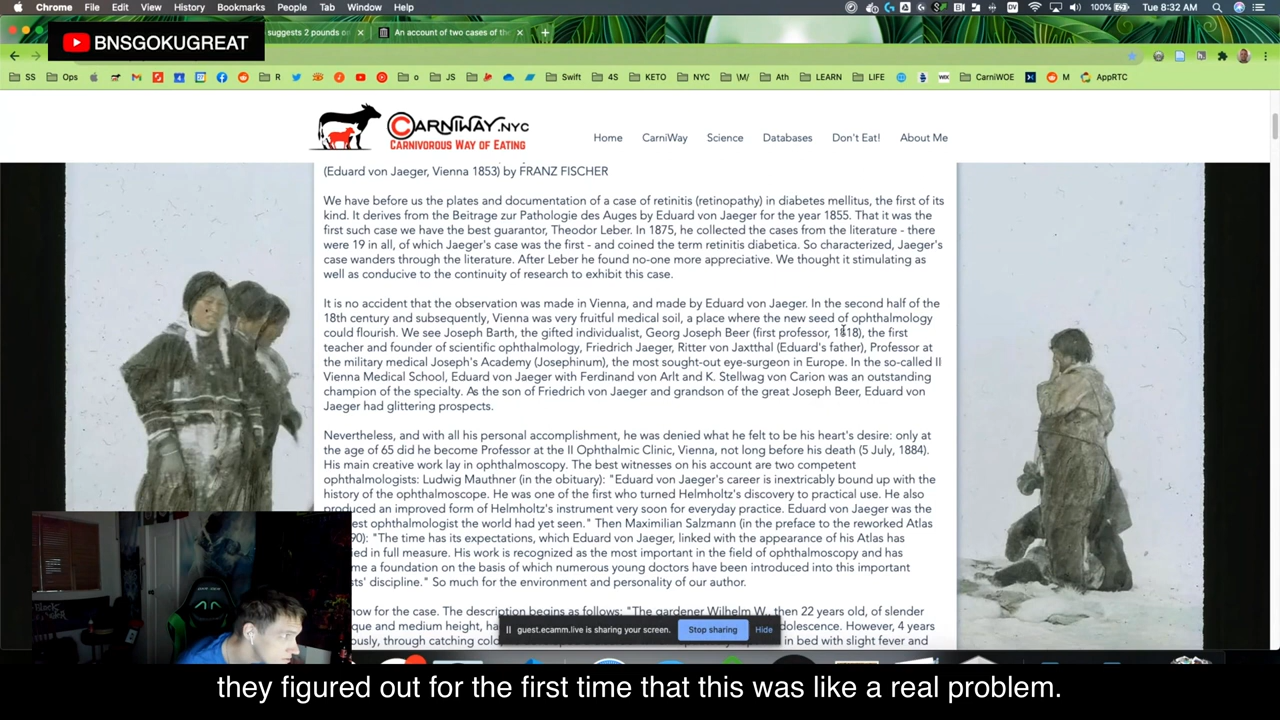 Chrome File Edit View History Bookmarks People Tab Window Help
100% Tue 8:32 AM
BNSGOKUGREAT
suggests 2 pounds o
An account of two cases of the
SS Ops R o JS Swift 4S KETO NYC \M/ Ath LEARN LIFE CarniWOE M AppRTC
CARNIWAY.NYC
CARNIVOROUS WAY OF EATING
Home CarniWay Science Databases Don't Eat! About Me
(Eduard von Jaeger, Vienna 1853) by FRANZ FISCHER
We have before us the plates and documentation of a case of retinitis (retinopathy) in diabetes mellitus, the first of its
kind. It derives from the Beitrage zur Pathologie des Auges by Eduard von Jaeger for the year 1855. That it was the
first such case we have the best guarantor, Theodor Leber. In 1875, he collected the cases from the literature - there
were 19 in all, of which Jaeger's case was the first - and coined the term retinitis diabetica. So characterized, Jaeger's
case wanders through the literature. After Leber he found no-one more appreciative. We thought it stimulating as
well as conducive to the continuity of research to exhibit this case.
It is no accident that the observation was made in Vienna, and made by Eduard von Jaeger. In the second half of the
18th century and subsequently, Vienna was very fruitful medical soil, a place where the new seed of ophthalmology
could flourish. We see Joseph Barth, the gifted individualist, Georg Joseph Beer (first professor, 1818), the first
teacher and founder of scientific ophthalmology, Friedrich Jaeger, Ritter von Jaxtthal (Eduard's father), Professor at
the military medical Joseph's Academy (Josephinum), the most sought-out eye-surgeon in Europe. In the so-called II
Vienna Medical School, Eduard von Jaeger with Ferdinand von Arlt and K. Stellwag von Carion was an outstanding
champion of the specialty. As the son of Friedrich von Jaeger and grandson of the great Joseph Beer, Eduard von
Jaeger had glittering prospects.
Nevertheless, and with all his personal accomplishment, he was denied what he felt to be his heart's desire: only at
the age of 65 did he become Professor at the II Ophthalmic Clinic, Vienna, not long before his death (5 July, 1884).
His main creative work lay in ophthalmoscopy. The best witnesses on his account are two competent
ophthalmologists: Ludwig Mauthner (in the obituary): "Eduard von Jaeger's career is inextricably bound up with the
history of the ophthalmoscope. He was one of the first who turned Helmholtz's discovery to practical use. He also
produced an improved form of Helmholtz's instrument very soon for everyday practice. Eduard von Jaeger was the
est ophthalmologist the world had yet seen." Then Maximilian Salzmann (in the preface to the reworked Atlas
90): "The time has its expectations, which Eduard von Jaeger, linked with the appearance of his Atlas has
ied in full measure. His work is recognized as the most important in the field of ophthalmoscopy and has
me a foundation on the basis of which numerous young doctors have been introduced into this important
sts' discipline." So much for the environment and personality of our author.
now for the case. The description begins as follows: "The gardener Wilhelm W., then 22 years old, of slender
que and medium height, ha dolescence. However, 4 years
ously, through catching cold in bed with slight fever and
guest.ecamm.live is sharing your screen. Stop sharing Hide
they figured out for the first time that this was like a real problem.